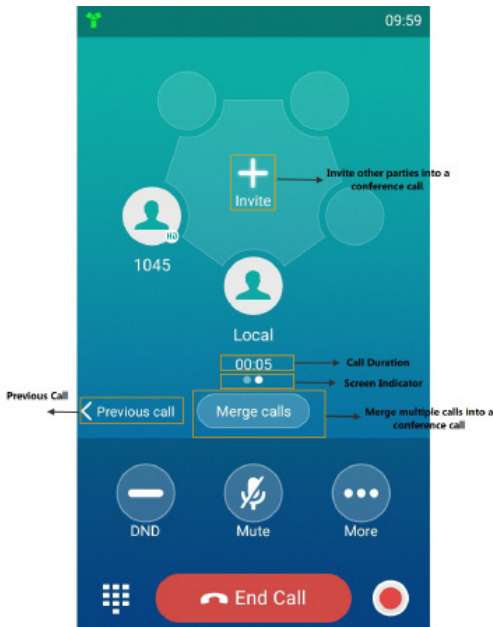 09:59
Invite
Invite other parties into a
conference call
HD
1045
Local
00:05
Call Duration
Screen Indicator
Previous Call
Previous call
Merge calls
Merge multiple calls into a
conference call
DND
Mute
More
End Call